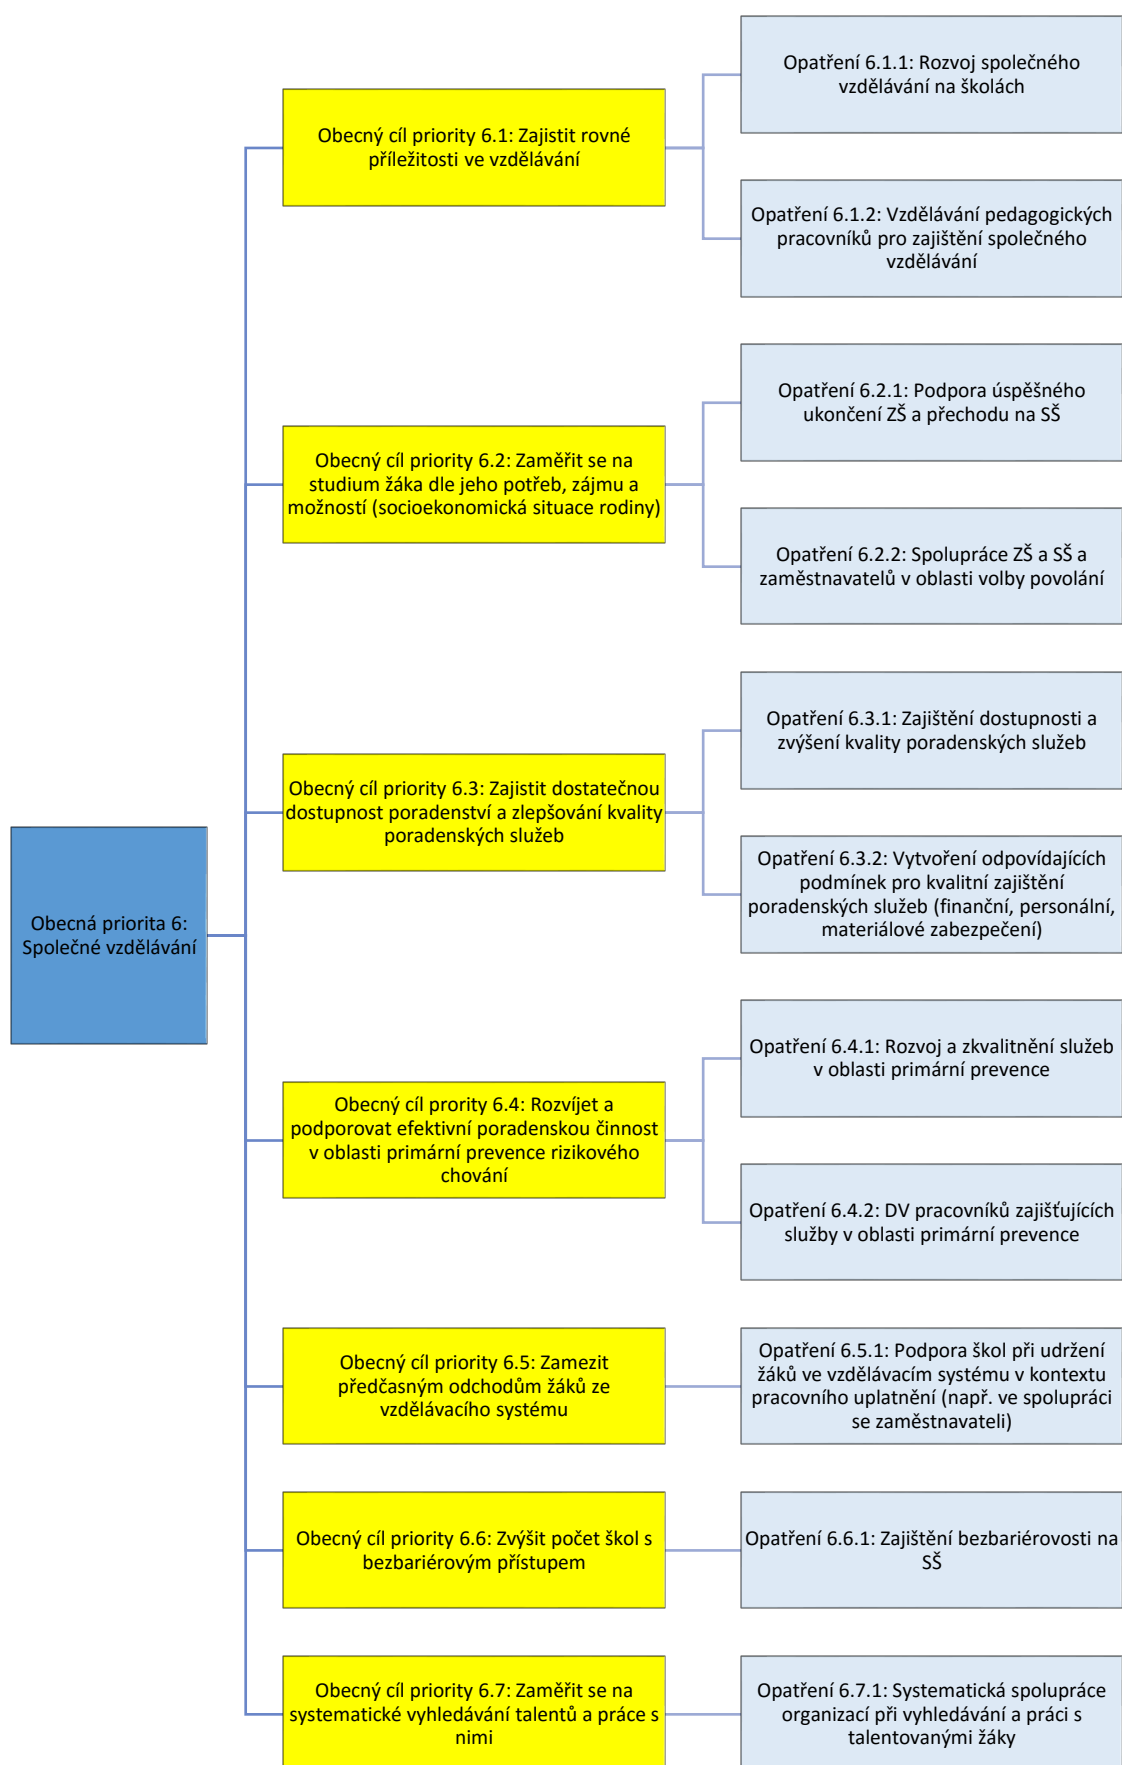 Obecná priorita 6:
Společné vzdělávání
Obecný cíl priority 6.1: Zajistit rovné
příležitosti ve vzdělávání
Opatření 6.1.1: Rozvoj společného
vzdělávání na školách
Opatření 6.1.2: Vzdělávání pedagogických
pracovníků pro zajištění společného
vzdělávání
Obecný cíl priority 6.2: Zaměřit se na
studium žáka dle jeho potřeb, zájmu a
možností (socioekonomická situace rodiny)
Opatření 6.2.1: Podpora úspěšného
ukončení ZŠ a přechodu na SŠ
Opatření 6.2.2: Spolupráce ZŠ a SŠ a
zaměstnavatelů v oblasti volby povolání
Obecný cíl priority 6.3: Zajistit dostatečnou
dostupnost poradenství a zlepšování kvality
poradenských služeb
Opatření 6.3.1: Zajištění dostupnosti a
zvýšení kvality poradenských služeb
Opatření 6.3.2: Vytvoření odpovídajících
podmínek pro kvalitní zajištění
poradenských služeb (finanční, personální,
materiálové zabezpečení)
Obecný cíl prority 6.4: Rozvíjet a
podporovat efektivní poradenskou činnost
v oblasti primární prevence rizikového
chování
Opatření 6.4.1: Rozvoj a zkvalitnění služeb
v oblasti primární prevence
Opatření 6.4.2: DV pracovníků zajišťujících
služby v oblasti primární prevence
Obecný cíl priority 6.5: Zamezit
předčasným odchodům žáků ze
vzdělávacího systému
Opatření 6.5.1: Podpora škol při udržení
žáků ve vzdělávacím systému v kontextu
pracovního uplatnění (např. ve spolupráci
se zaměstnavateli)
Obecný cíl priority 6.6: Zvýšit počet škol s
bezbariérovým přístupem
Opatření 6.6.1: Zajištění bezbariérovosti na
SŠ
Obecný cíl priority 6.7: Zaměřit se na
systematické vyhledávání talentů a práce s
nimi
Opatření 6.7.1: Systematická spolupráce
organizací při vyhledávání a práci s
talentovanými žáky